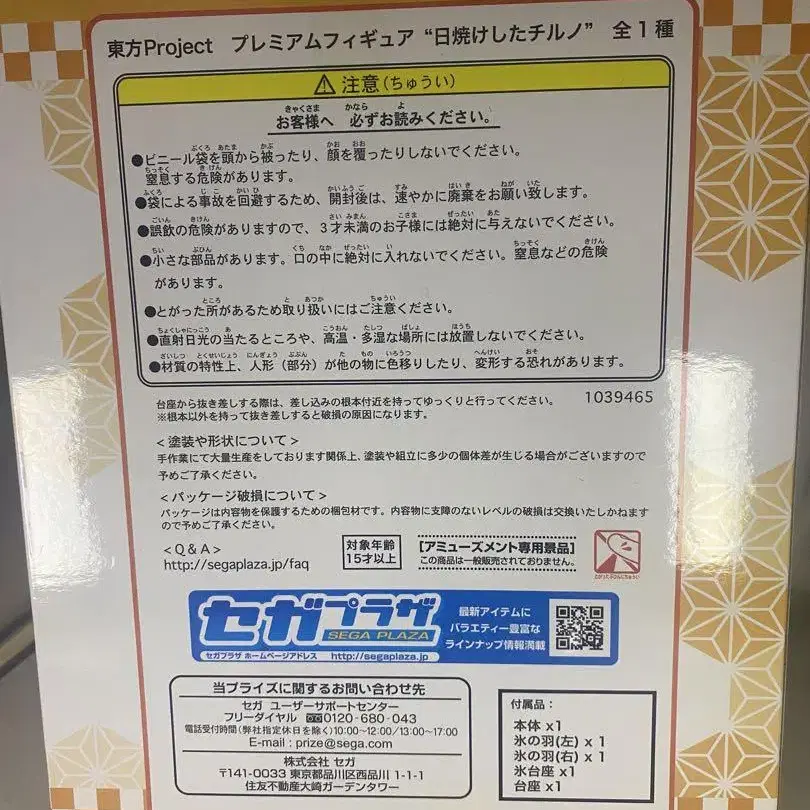 東方Project プレミアムフィギュア “日焼けしたチルノ” 全1種
⚠注意(ちゅうい)
お客様へ 必ずお読みください。
●ビニール袋を頭から被ったり、顔を覆ったりしないでください。
窒息する危険があります。
●袋による事故を回避するため、開封後は、速やかに廃棄をお願い致します。
●誤飲の危険がありますので、3才未満のお子様には絶対に与えないでください。
●小さな部品があります。口の中に絶対に入れないでください。窒息などの危険
があります。
●とがった所があるため取り扱いにはご注意ください。
●直射日光の当たるところや、高温・多湿な場所には放置しないでください。
●材質の特性上、人形（部分）が他の物に色移りしたり、変形する恐れがあります。
台座から抜き差しする際は、差し込みの根本付近を持ってゆっくりと行ってください。 1039465
※根本以外を持って抜き差しすると破損の原因になります。
＜塗装や形状について＞
手作業にて大量生産をしております関係上、塗装や組立に多少の個体差が生じる場合がございますので
予めご了承ください。
＜パッケージ破損について＞
パッケージは内容物を保護するための梱包材です。内容物に支障のないレベルの破損は交換いたしかねます
ので予めご了承ください。
＜Q＆A＞
http://segaplaza.jp/faq
対象年齢
15才以上
[アミューズメント専用景品]
この商品は一般販売されておりません。
とがったぶぶんにちゅうい
セガプラザ
SEGA PLAZA
セガプラザ ホームページアドレス http://segaplaza.jp
最新アイテムに
バラエティー豊富な
ラインナップ情報満載
当プライズに関するお問い合わせ先
セガ ユーザーサポートセンター
フリーダイヤル 0120-680-043
電話受付時間(弊社指定休日を除く)10:00〜12:00/13:00〜17:00
E-mail : prize@sega.com
株式会社 セガ
〒141-0033 東京都品川区西品川 1-1-1
住友不動産大崎ガーデンタワー
付属品：
本体 x1
氷の羽(左) x 1
氷の羽(右) x 1
氷台座 x1
台座 x1